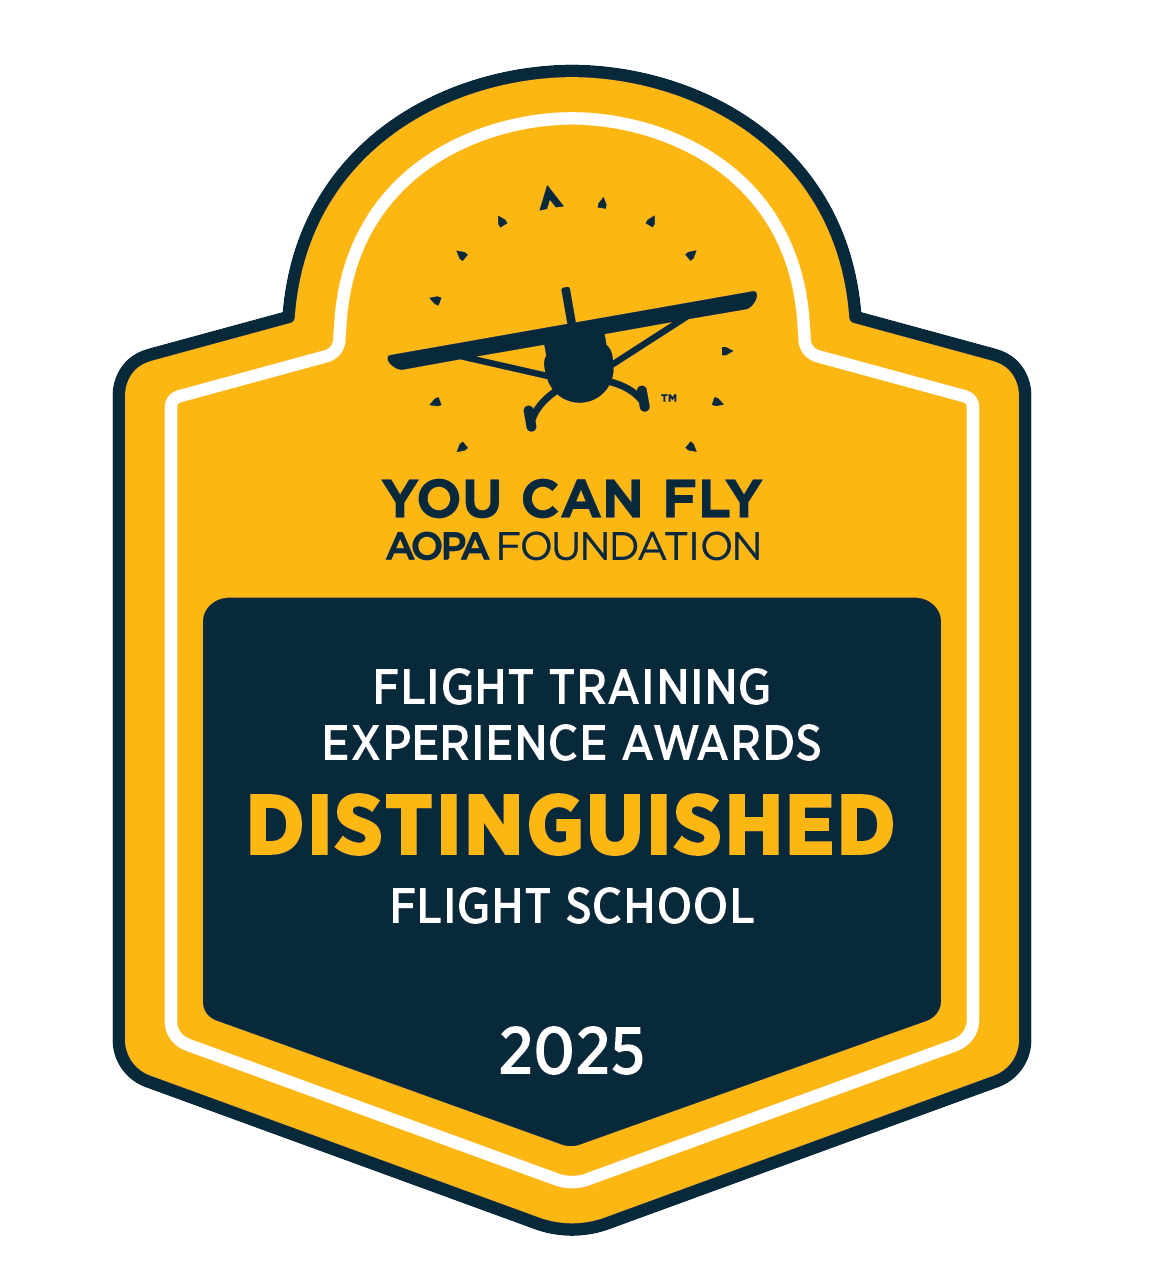 ™
YOU CAN FLY
AOPA FOUNDATION
FLIGHT TRAINING
EXPERIENCE AWARDS
DISTINGUISHED
FLIGHT SCHOOL
2025